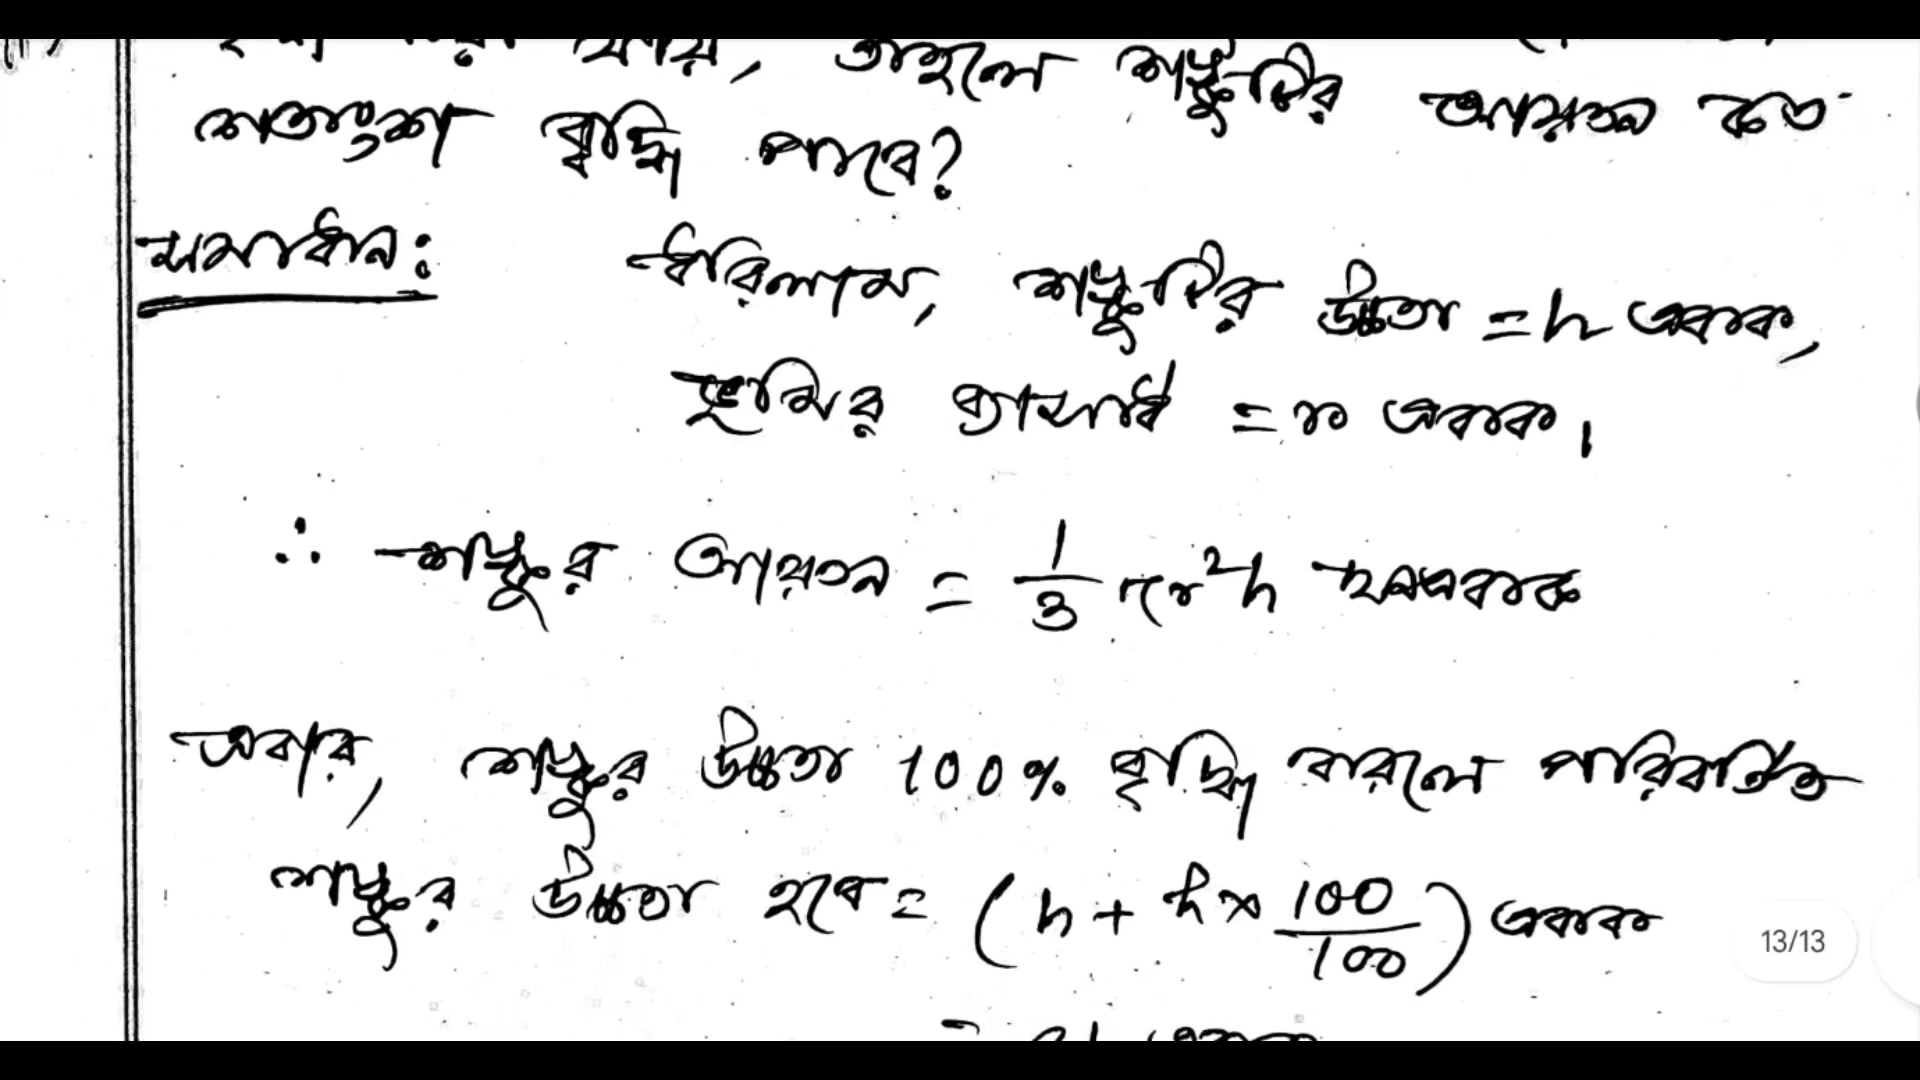 যায়, তাহলে শঙ্কুটির আয়তন কত
শতাংশ বৃদ্ধি পাবে?
সমাধান: ধরিলাম, শঙ্কুটির উচ্চতা = h একক,
ভূমির ব্যাসার্ধ = r একক।
∴ শঙ্কুর আয়তন = 1/3 πr²h ঘনএকক
এবার, শঙ্কুর উচ্চতা 100% বৃদ্ধি করলে পরিবর্তিত
শঙ্কুর উচ্চতা হবে = (h + h × 100/100) একক
13/13